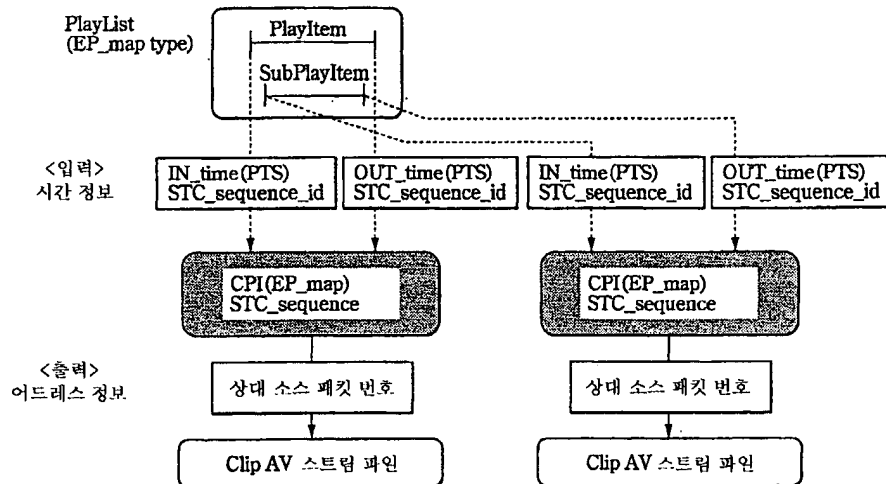 PlayList
(EP_map type)
PlayItem
SubPlayItem
<입력>
시간 정보
IN_time(PTS)
STC_sequence_id
OUT_time(PTS)
STC_sequence_id
IN_time(PTS)
STC_sequence_id
OUT_time(PTS)
STC_sequence_id
CPI(EP_map)
STC_sequence
CPI(EP_map)
STC_sequence
<출력>
어드레스 정보
상대 소스 패킷 번호
상대 소스 패킷 번호
Clip AV 스트림 파일
Clip AV 스트림 파일